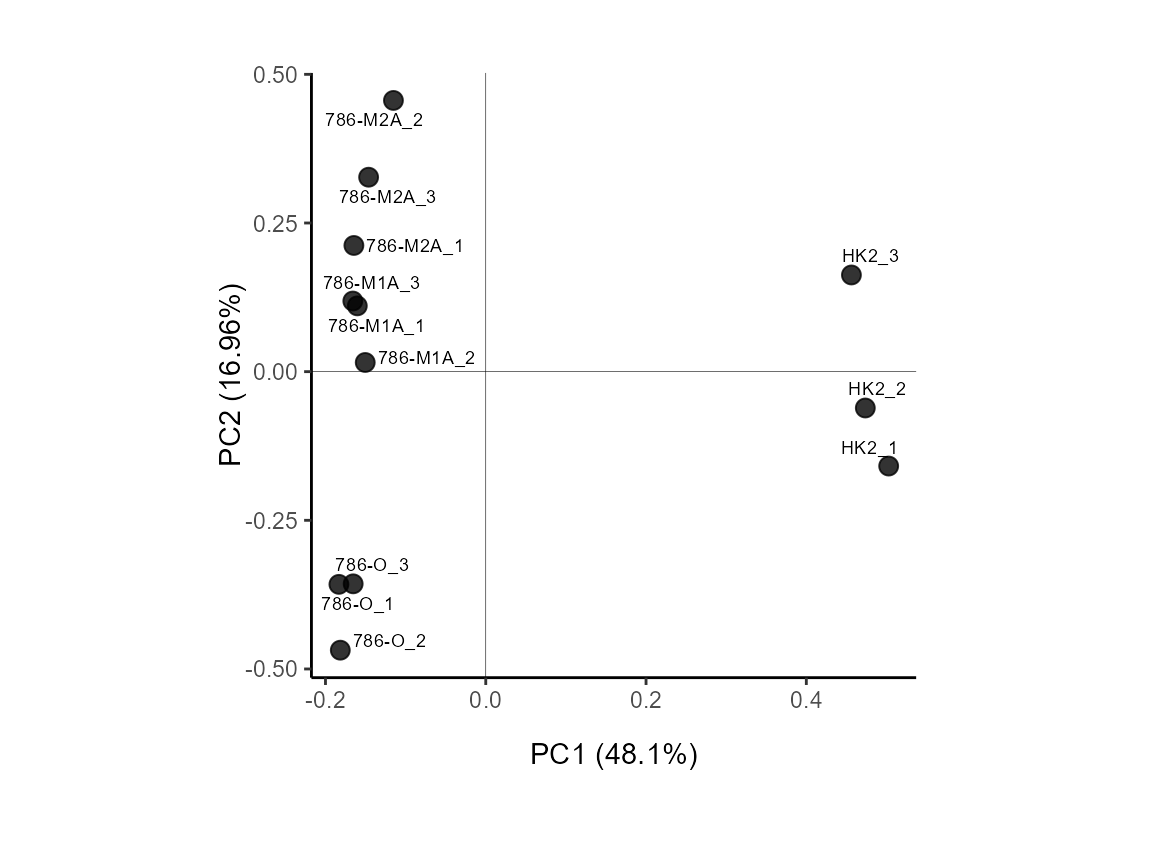 0.50
0.25
0.00
-0.25
-0.50
PC2 (16.96%)
786-M2A_2
786-M2A_3
786-M2A_1
786-M1A_3
786-M1A_1
786-M1A_2
HK2_3
HK2_2
HK2_1
786-O_3
786-O_1
786-O_2
-0.2
0.0
0.2
0.4
PC1 (48.1%)